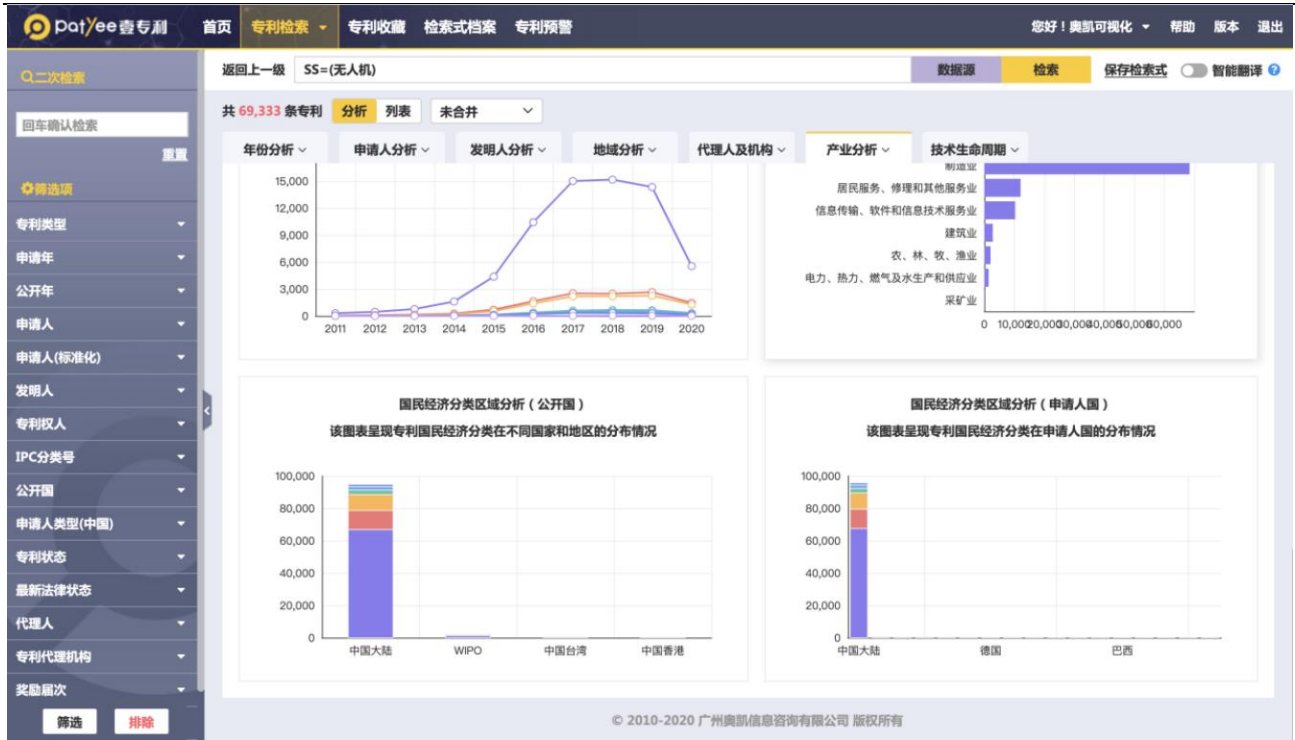 patyee壹专利 首页 专利检索 专利收藏 检索式档案 专利预警 您好！奥凯可视化 帮助 版本 退出
二次检索
回车确认检索
重置
筛选项
专利类型
申请年
公开年
申请人
申请人(标准化)
发明人
专利权人
IPC分类号
公开国
申请人类型(中国)
专利状态
最新法律状态
代理人
专利代理机构
奖励届次
筛选 排除
返回上一级 SS=(无人机) 数据源 检索 保存检索式 智能翻译 ?
共 69,333 条专利 分析 列表 未合并
年份分析 申请人分析 发明人分析 地域分析 代理人及机构 产业分析 技术生命周期
15,000
12,000
9,000
6,000
3,000
0
2011 2012 2013 2014 2015 2016 2017 2018 2019 2020
制造业
居民服务、修理和其他服务业
信息传输、软件和信息技术服务业
建筑业
农、林、牧、渔业
电力、热力、燃气及水生产和供应业
采矿业
0 10,000 20,000 30,000 40,000 50,000 60,000
国民经济分类区域分析（公开国）
该图表呈现专利国民经济分类在不同国家和地区的分布情况
100,000
80,000
60,000
40,000
20,000
0
中国大陆 WIPO 中国台湾 中国香港
国民经济分类区域分析（申请人国）
该图表呈现专利国民经济分类在申请人国的分布情况
100,000
80,000
60,000
40,000
20,000
0
中国大陆 德国 巴西
© 2010-2020 广州奥凯信息咨询有限公司 版权所有